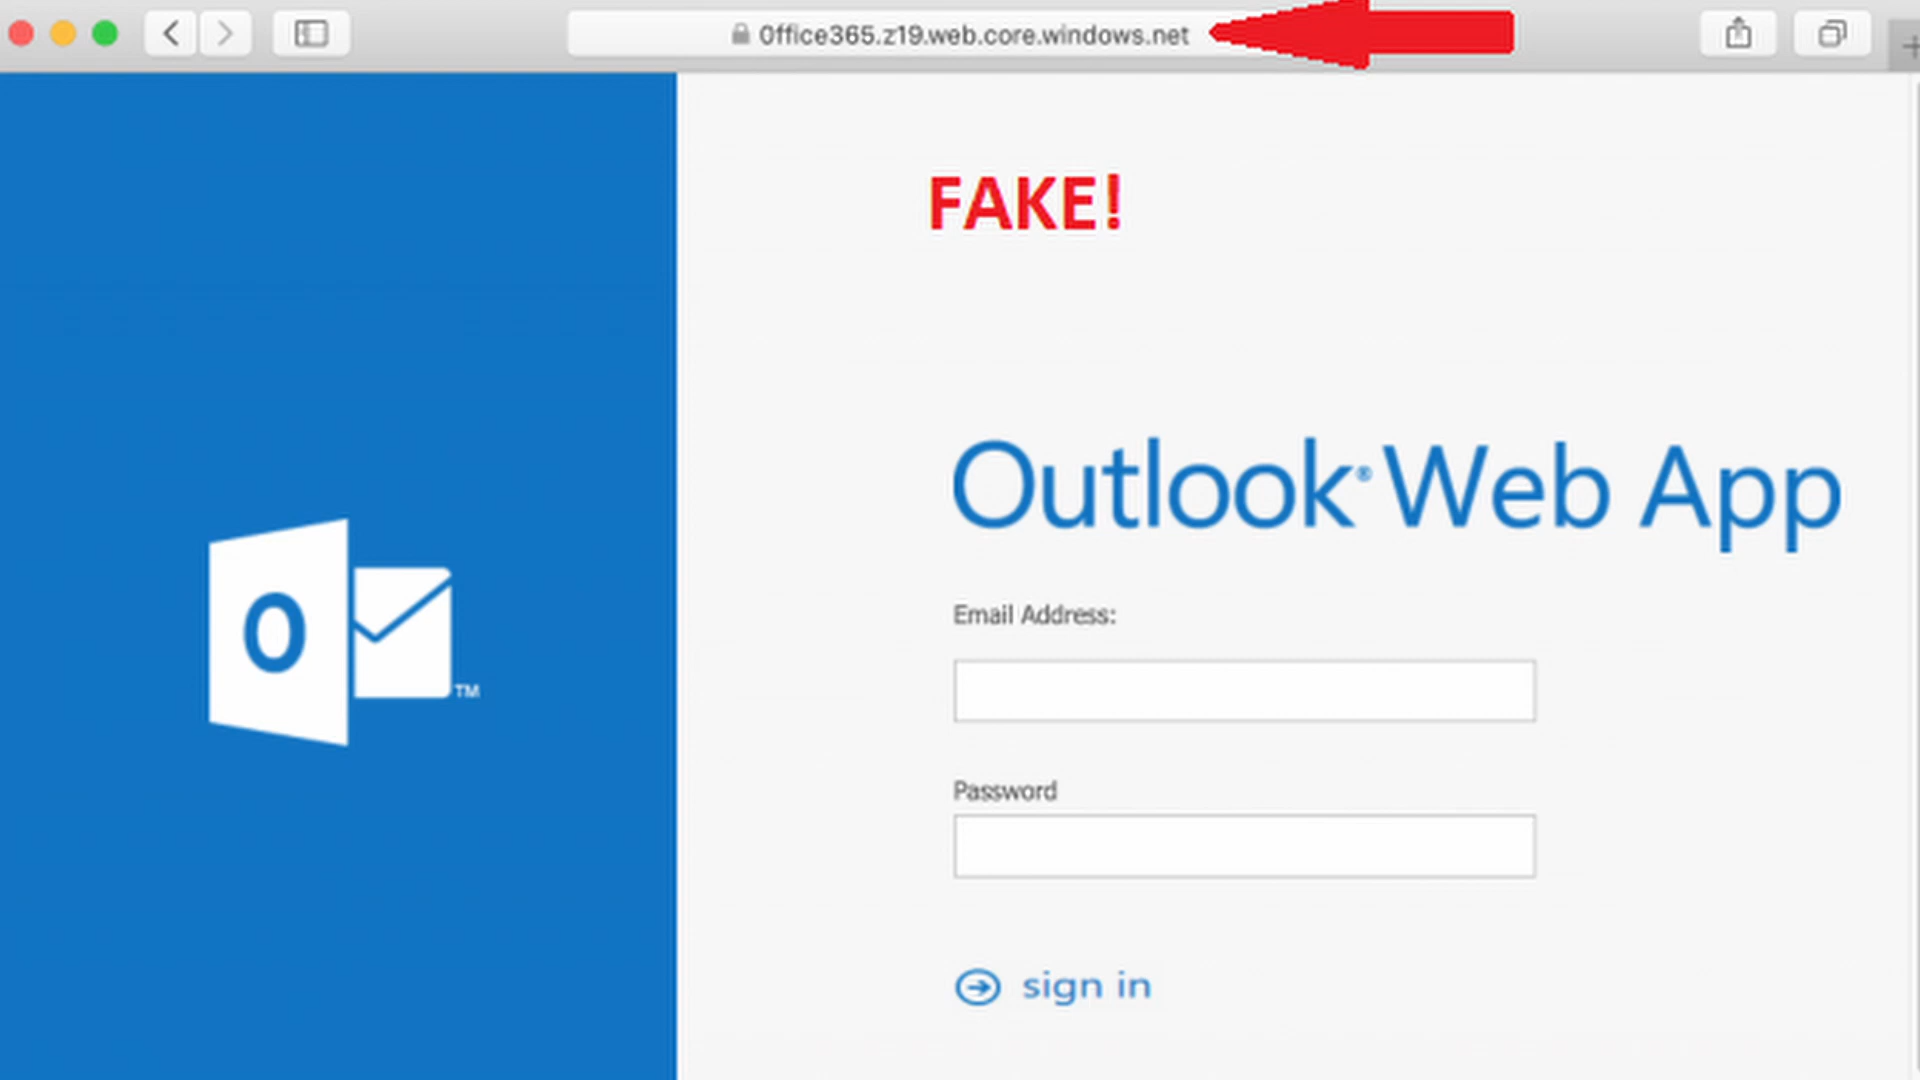 0ffice365.z19.web.core.windows.net
FAKE!
Outlook® Web App
O
TM
Email Address:
Password
sign in